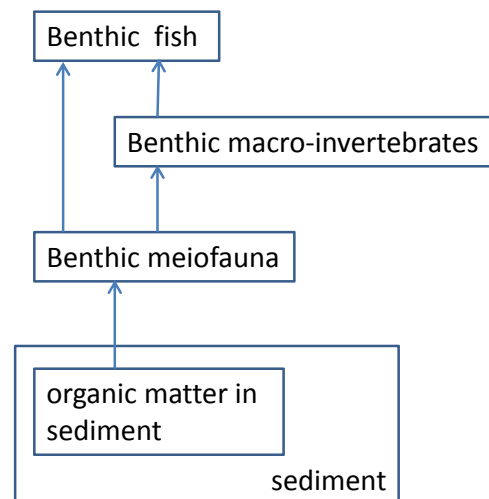 Benthic fish
Benthic macro-invertebrates
Benthic meiofauna
organic matter in
sediment
sediment